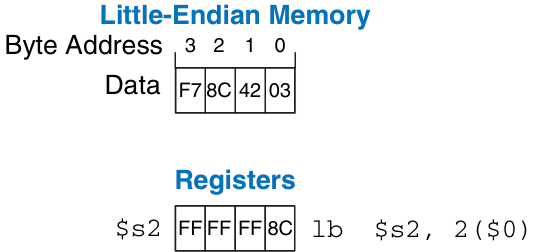 Little-Endian Memory
Byte Address 3 2 1 0
Data F7 8C 42 03
Registers
$s2 FF FF FF 8C lb $s2, 2($0)